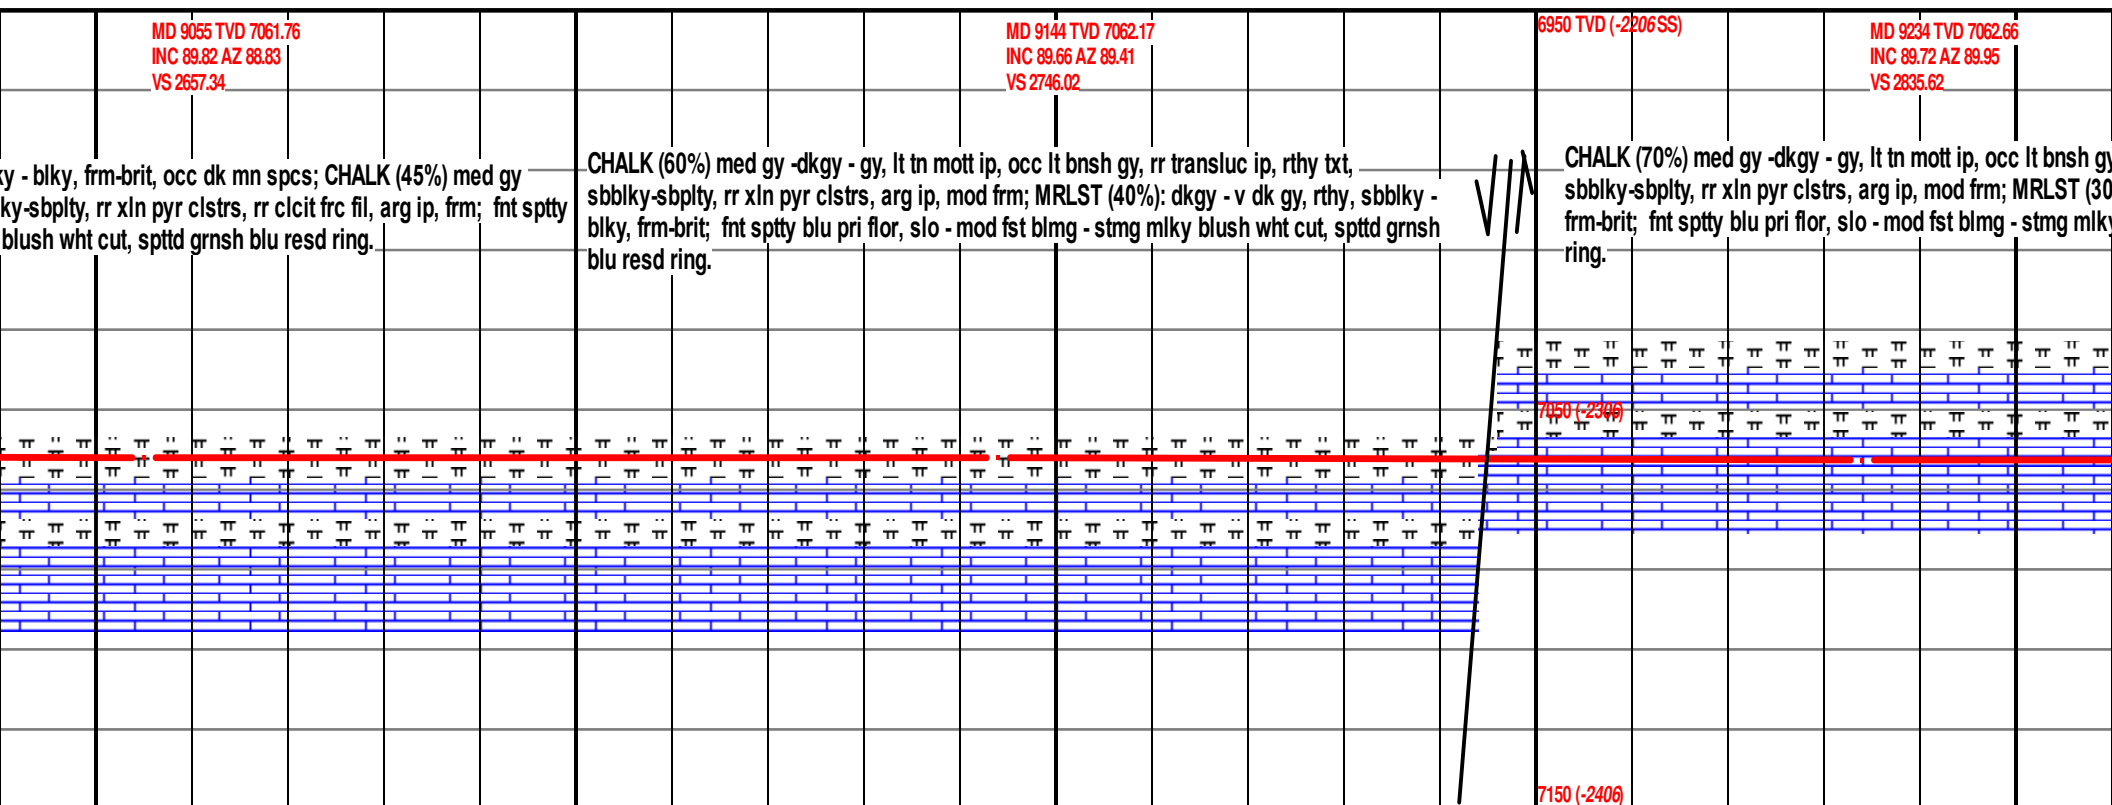 MD 9055 TVD 7061.76
INC 89.82 AZ 88.83
VS 2657.34
MD 9144 TVD 7062.17
INC 89.66 AZ 89.41
VS 2746.02
6950 TVD (-2206 SS)
MD 9234 TVD 7062.66
INC 89.72 AZ 89.95
VS 2835.62
ky - blky, frm-brit, occ dk mn spcs; CHALK (45%) med gy
ky-sbplty, rr xln pyr clstrs, rr clcit frc fil, arg ip, frm; fnt sptty
blush wht cut, spttd grnsh blu resd ring.
CHALK (60%) med gy -dkgy - gy, lt tn mott ip, occ lt bnsh gy, rr transluc ip, rthy txt,
sbblky-sbplty, rr xln pyr clstrs, arg ip, mod frm; MRLST (40%): dkgy - v dk gy, rthy, sbblky -
blky, frm-brit; fnt sptty blu pri flor, slo - mod fst blmg - stmg mlky blush wht cut, spttd grnsh
blu resd ring.
CHALK (70%) med gy -dkgy - gy, lt tn mott ip, occ lt bnsh gy
sbblky-sbplty, rr xln pyr clstrs, arg ip, mod frm; MRLST (30
frm-brit; fnt sptty blu pri flor, slo - mod fst blmg - stmg mlky
ring.
7050 (-2306)
7150 (-2406)